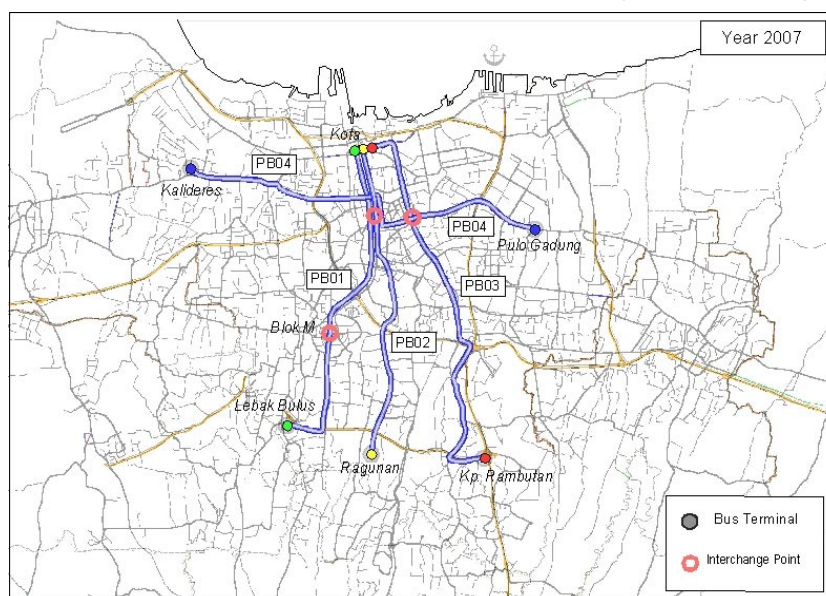 Year 2007
Kota
PB04
Kalideres
PB04
Pulo Gadung
PB01
PB03
Blok M
PB02
Lebak Bulus
Ragunan
Kp. Rambutan
Bus Terminal
Interchange Point